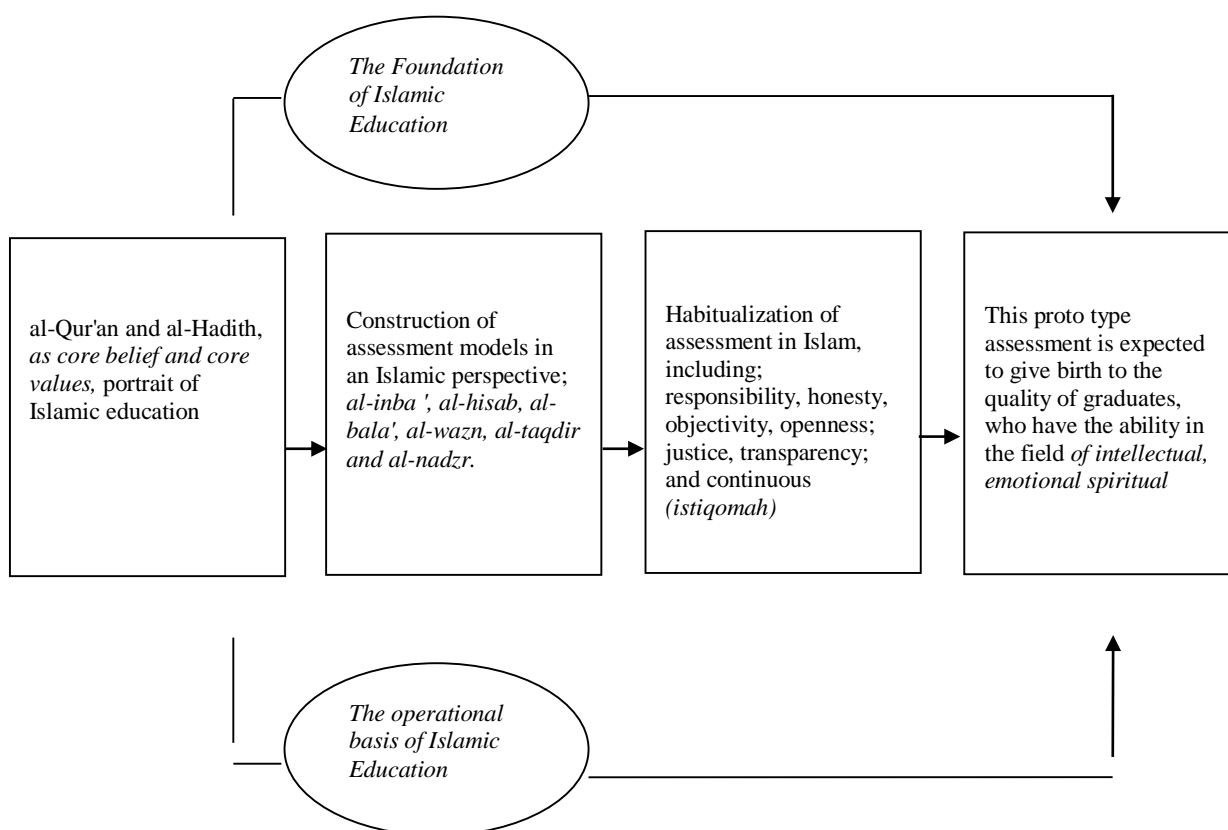 The Foundation
of Islamic
Education
al-Qur'an and al-Hadith,
as core belief and core
values, portrait of
Islamic education
Construction of
assessment models in
an Islamic perspective;
al-inba ', al-hisab, al-
bala', al-wazn, al-taqdir
and al-nadzr.
Habitualization of
assessment in Islam,
including;
responsibility, honesty,
objectivity, openness;
justice, transparency;
and continuous
(istiqomah)
This proto type
assessment is expected
to give birth to the
quality of graduates,
who have the ability in
the field of intellectual,
emotional spiritual
The operational
basis of Islamic
Education